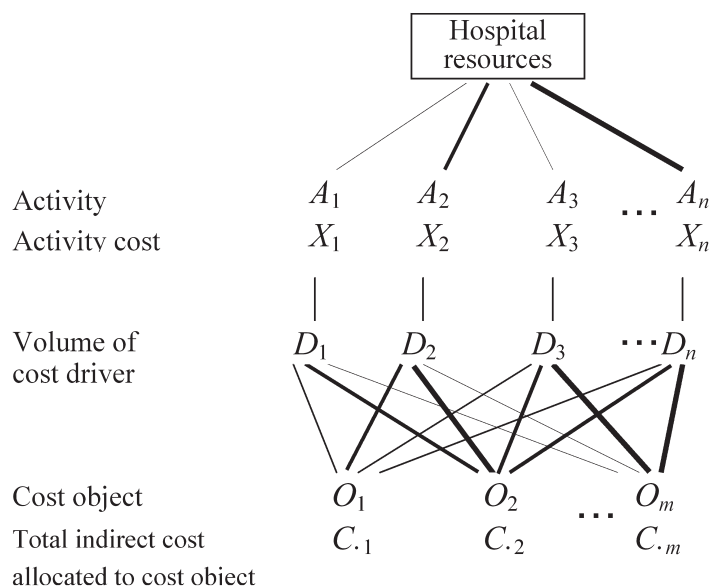 Hospital
resources
Activity A₁ A₂ A₃ ... Aₙ
Activity cost X₁ X₂ X₃ Xₙ
Volume of
cost driver D₁ D₂ D₃ ... Dₙ
Cost object O₁ O₂ ... Oₘ
Total indirect cost C·₁ C·₂ C·ₘ
allocated to cost object